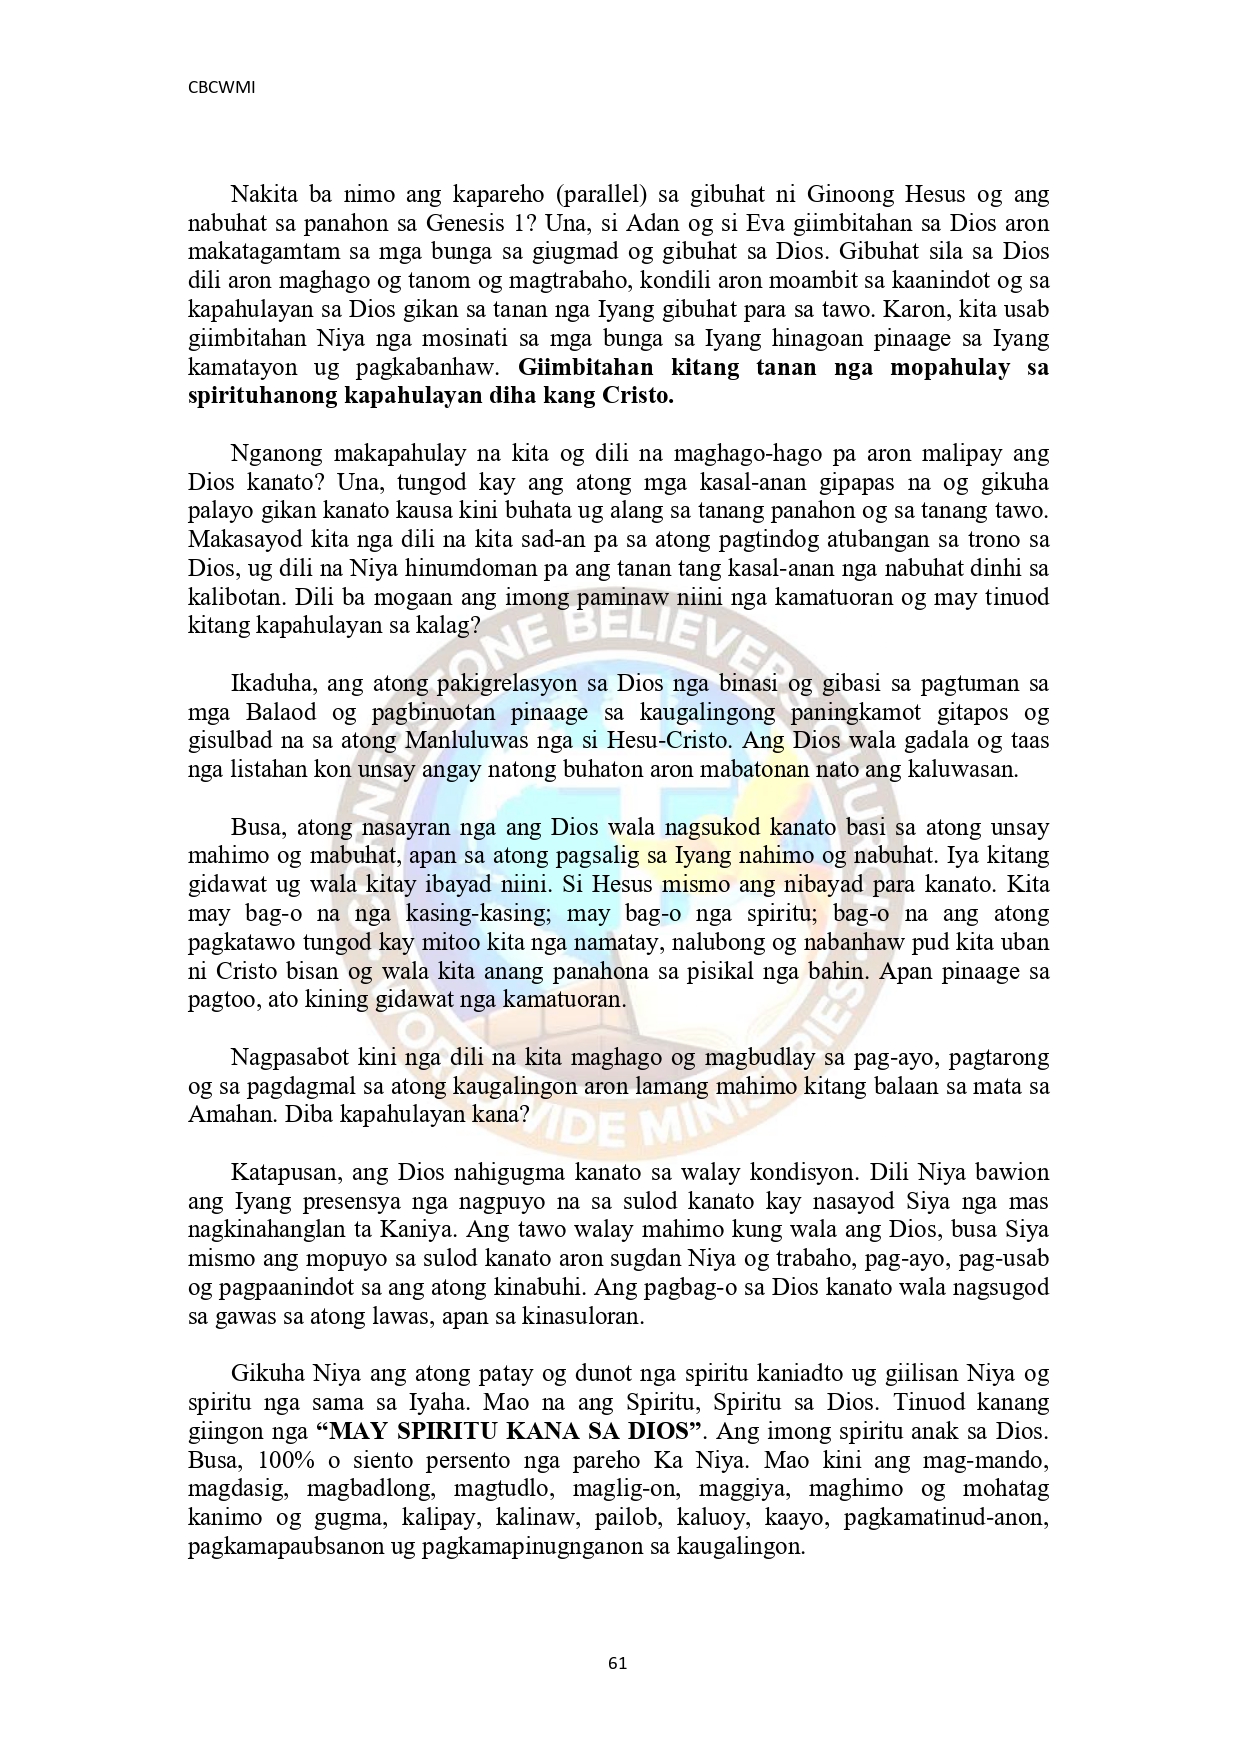 CBCWMI
Nakita ba nimo ang kapareho (parallel) sa gibuhat ni Ginoong Hesus og ang
nabuhat sa panahon sa Genesis 1? Una, si Adan og si Eva giimbitahan sa Dios aron
makatagamtam sa mga bunga sa giugmad og gibuhat sa Dios. Gibuhat sila sa Dios
dili aron maghago og tanom og magtrabaho, kondili aron moambit sa kaanindot og sa
kapahulayan sa Dios gikan sa tanan nga Iyang gibuhat para sa tawo. Karon, kita usab
giimbitahan Niya nga mosinati sa mga bunga sa Iyang hinagoan pinaage sa Iyang
kamatayon ug pagkabanhaw. Giimbitahan kitang tanan nga mopahulay sa
spirituhanong kapahulayan diha kang Cristo.
Nganong makapahulay na kita og dili na maghago-hago pa aron malipay ang
Dios kanato? Una, tungod kay ang atong mga kasal-anan gipapas na og gikuha
palayo gikan kanato kausa kini buhata ug alang sa tanang panahon og sa tanang tawo.
Makasayod kita nga dili na kita sad-an pa sa atong pagtindog atubangan sa trono sa
Dios, ug dili na Niya hinumdoman pa ang tanan tang kasal-anan nga nabuhat dinhi sa
kalibotan. Dili ba mogaan ang imong paminaw niini nga kamatuoran og may tinuod
kitang kapahulayan sa kalag?
Ikaduha, ang atong pakigrelasyon sa Dios nga binasi og gibasi sa pagtuman sa
mga Balaod og pagbinuotan pinaage sa kaugalingong paningkamot gitapos og
gisulbad na sa atong Manluluwas nga si Hesu-Cristo. Ang Dios wala gadala og taas
nga listahan kon unsay angay natong buhaton aron mabatonan nato ang kaluwasan.
Busa, atong nasayran nga ang Dios wala nagsukod kanato basi sa atong unsay
mahimo og mabuhat, apan sa atong pagsalig sa Iyang nahimo og nabuhat. Iya kitang
gidawat ug wala kitay ibayad niini. Si Hesus mismo ang nibayad para kanato. Kita
may bag-o na nga kasing-kasing; may bag-o nga spiritu; bag-o na ang atong
pagkatawo tungod kay mitoo kita nga namatay, nalubong og nabanhaw pud kita uban
ni Cristo bisan og wala kita anang panahona sa pisikal nga bahin. Apan pinaage sa
pagtoo, ato kining gidawat nga kamatuoran.
Nagpasabot kini nga dili na kita maghago og magbudlay sa pag-ayo, pagtarong
og sa pagdagmal sa atong kaugalingon aron lamang mahimo kitang balaan sa mata sa
Amahan. Diba kapahulayan kana?
Katapusan, ang Dios nahigugma kanato sa walay kondisyon. Dili Niya bawion
ang Iyang presensya nga nagpuyo na sa sulod kanato kay nasayod Siya nga mas
nagkinahanglan ta Kaniya. Ang tawo walay mahimo kung wala ang Dios, busa Siya
mismo ang mopuyo sa sulod kanato aron sugdan Niya og trabaho, pag-ayo, pag-usab
og pagpaanindot sa ang atong kinabuhi. Ang pagbag-o sa Dios kanato wala nagsugod
sa gawas sa atong lawas, apan sa kinasuloran.
Gikuha Niya ang atong patay og dunot nga spiritu kaniadto ug giilisan Niya og
spiritu nga sama sa Iyaha. Mao na ang Spiritu, Spiritu sa Dios. Tinuod kanang
giingon nga “MAY SPIRITU KANA SA DIOS”. Ang imong spiritu anak sa Dios.
Busa, 100% o siento persento nga pareho Ka Niya. Mao kini ang mag-mando,
magdasig, magbadlong, magtudlo, maglig-on, maggiya, maghimo og mohatag
kanimo og gugma, kalipay, kalinaw, pailob, kaluoy, kaayo, pagkamatinud-anon,
pagkamapaubsanon ug pagkamapinugnganon sa kaugalingon.
CORNERSTONE BELIEVERS CHURCH
WORLDWIDE MINISTRIES
61